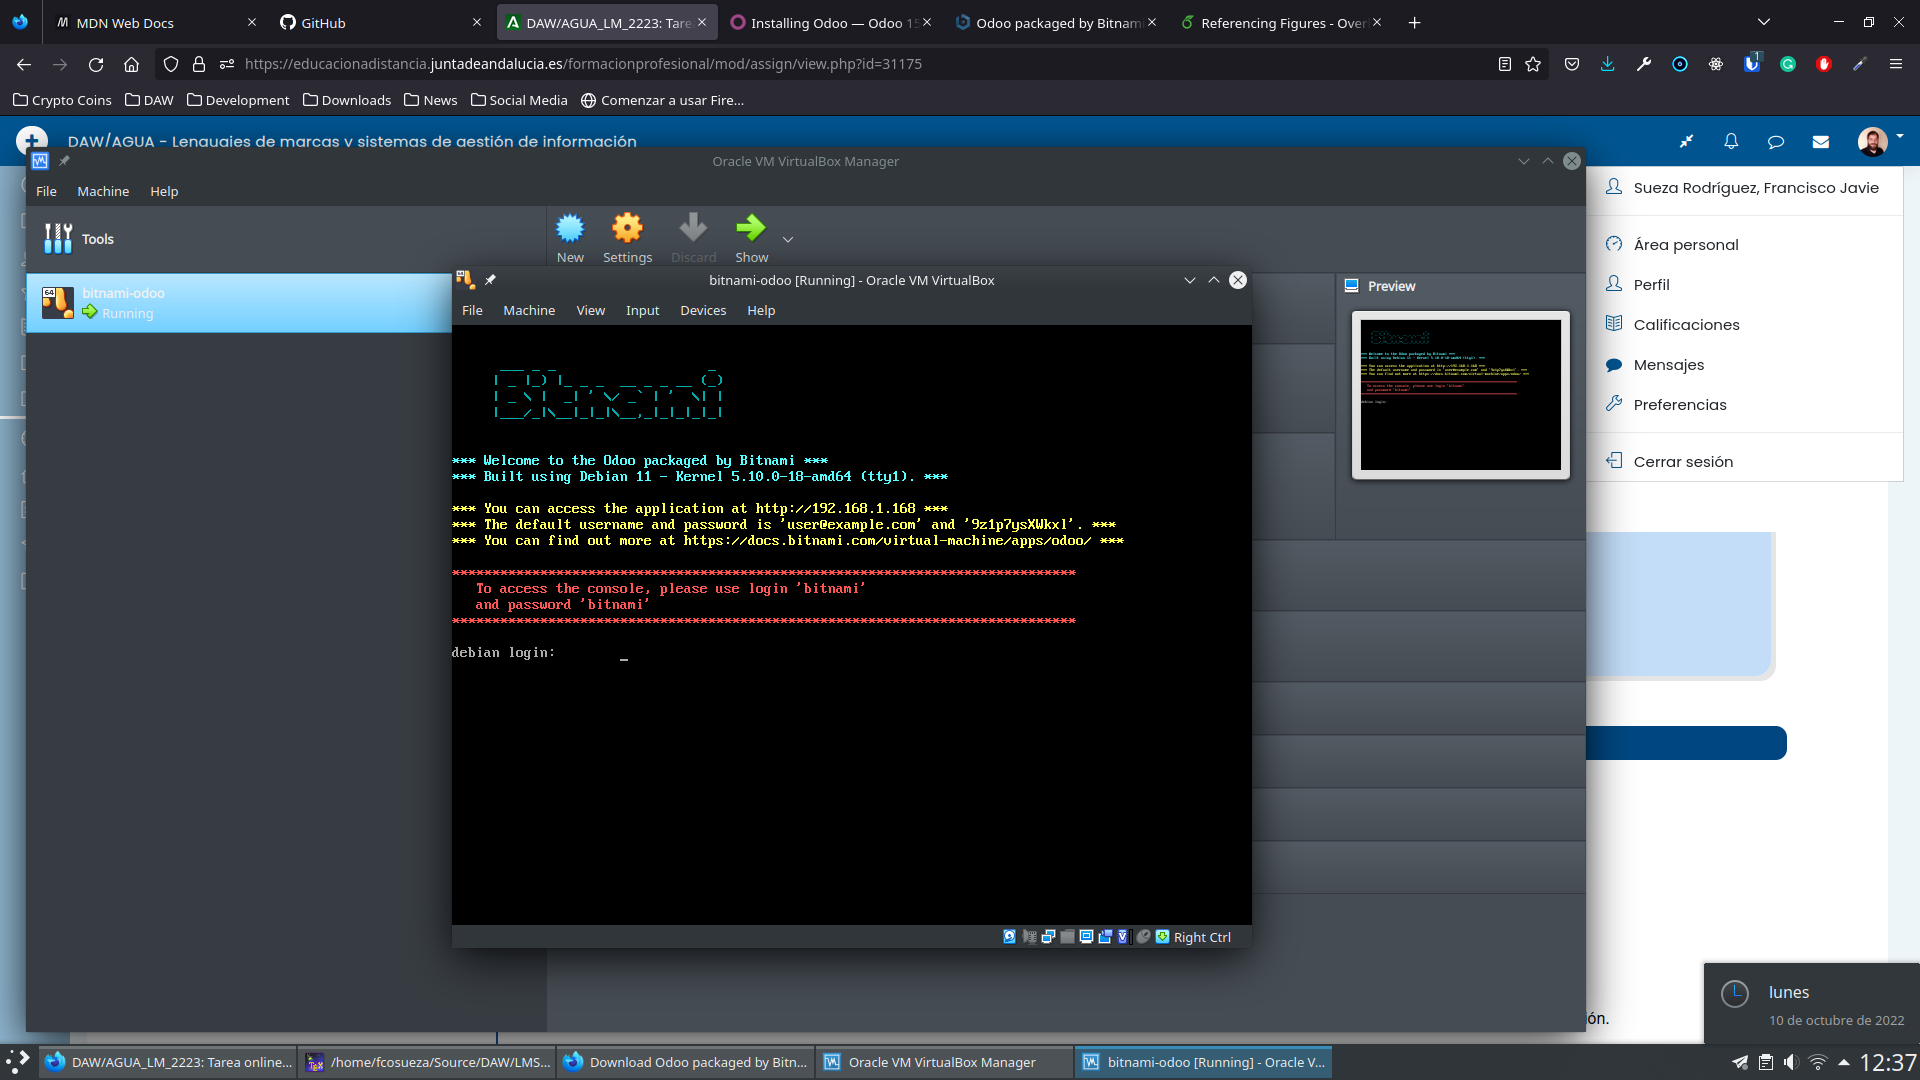 MDN Web Docs
GitHub
DAW/AGUA_LM_2223: Tare
Installing Odoo — Odoo 15
Odoo packaged by Bitnami
Referencing Figures - Over
https://educacionadistancia.juntadeandalucia.es/formacionprofesional/mod/assign/view.php?id=31175
1
Crypto Coins
DAW
Development
Downloads
News
Social Media
Comenzar a usar Fire...
DAW/AGUA - Lenguajes de marcas y sistemas de gestión de información
Oracle VM VirtualBox Manager
File
Machine
Help
Sueza Rodríguez, Francisco Javie
Área personal
Perfil
Calificaciones
Mensajes
Preferencias
Cerrar sesión
Tools
New
Settings
Discard
Show
64
bitnami-odoo
Running
Preview
bitnami-odoo [Running] - Oracle VM VirtualBox
File
Machine
View
Input
Devices
Help
Bitnami
*** Welcome to the Odoo packaged by Bitnami ***
*** Built using Debian 11 - Kernel 5.10.0-18-amd64 (tty1). ***
*** You can access the application at http://192.168.1.168 ***
*** The default username and password is 'user@example.com' and '9z1p7ysXWkxl'. ***
*** You can find out more at https://docs.bitnami.com/virtual-machine/apps/odoo/ ***
******************************************************************************
To access the console, please use login 'bitnami'
and password 'bitnami'
******************************************************************************
debian login: _
Right Ctrl
ón.
lunes
10 de octubre de 2022
DAW/AGUA_LM_2223: Tarea online...
/home/fcosueza/Source/DAW/LMS...
Download Odoo packaged by Bitn...
Oracle VM VirtualBox Manager
bitnami-odoo [Running] - Oracle V...
12:37